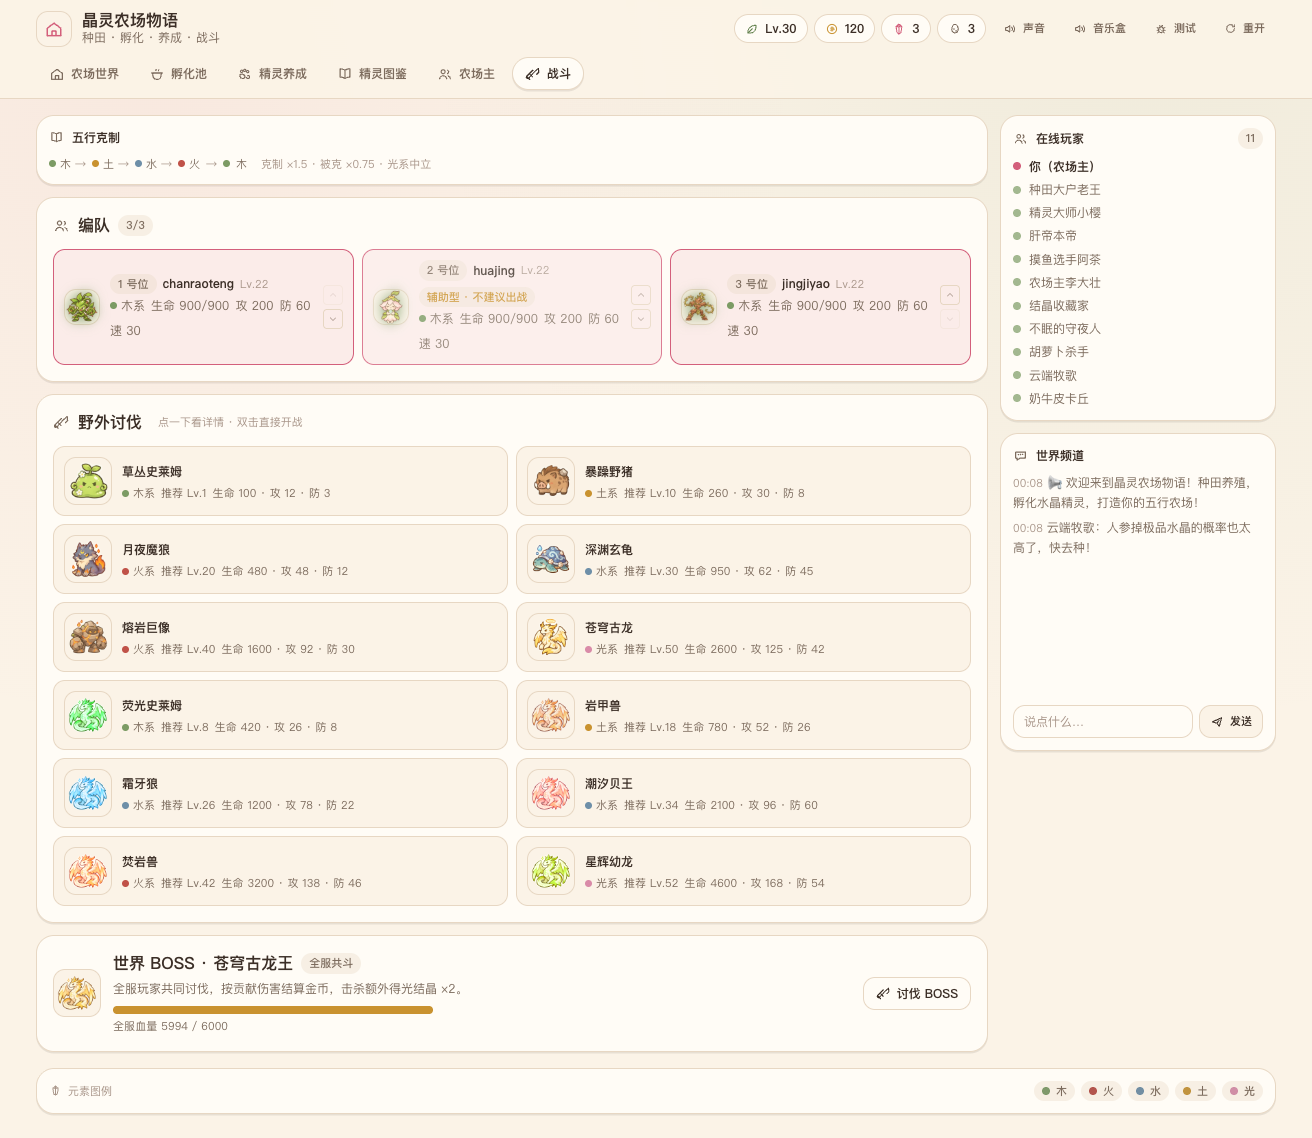 晶灵农场物语
种田 · 孵化 · 养成 · 战斗
Lv.30
120
3
3
声音
音乐盒
测试
重开
农场世界
孵化池
精灵养成
精灵图鉴
农场主
战斗
五行克制
木 → 土 → 水 → 火 → 木 克制 ×1.5 · 被克 ×0.75 · 光系中立
编队 3/3
1 号位 chanraoteng Lv.22
木系 生命 900/900 攻 200 防 60
速 30
2 号位 huajing Lv.22
辅助型 · 不建议出战
木系 生命 900/900 攻 200 防 60
速 30
3 号位 jingjiyao Lv.22
木系 生命 900/900 攻 200 防 60
速 30
野外讨伐 点一下看详情 · 双击直接开战
草丛史莱姆
木系 推荐 Lv.1 生命 100 · 攻 12 · 防 3
暴躁野猪
土系 推荐 Lv.10 生命 260 · 攻 30 · 防 8
月夜魔狼
火系 推荐 Lv.20 生命 480 · 攻 48 · 防 12
深渊玄龟
水系 推荐 Lv.30 生命 950 · 攻 62 · 防 45
熔岩巨像
火系 推荐 Lv.40 生命 1600 · 攻 92 · 防 30
苍穹古龙
光系 推荐 Lv.50 生命 2600 · 攻 125 · 防 42
荧光史莱姆
木系 推荐 Lv.8 生命 420 · 攻 26 · 防 8
岩甲兽
土系 推荐 Lv.18 生命 780 · 攻 52 · 防 26
霜牙狼
水系 推荐 Lv.26 生命 1200 · 攻 78 · 防 22
潮汐贝王
水系 推荐 Lv.34 生命 2100 · 攻 96 · 防 60
焚岩兽
火系 推荐 Lv.42 生命 3200 · 攻 138 · 防 46
星辉幼龙
光系 推荐 Lv.52 生命 4600 · 攻 168 · 防 54
世界 BOSS · 苍穹古龙王 全服共斗
全服玩家共同讨伐，按贡献伤害结算金币，击杀额外得光结晶 ×2。
全服血量 5994 / 6000
讨伐 BOSS
在线玩家 11
你（农场主）
种田大户老王
精灵大师小樱
肝帝本帝
摸鱼选手阿茶
农场主李大壮
结晶收藏家
不眠的守夜人
胡萝卜杀手
云端牧歌
奶牛皮卡丘
世界频道
00:08 欢迎来到晶灵农场物语！种田养殖，
孵化水晶精灵，打造你的五行农场！
00:08 云端牧歌：人参掉极品水晶的概率也太
高了，快去种！
说点什么…
发送
元素图例
木
火
水
土
光